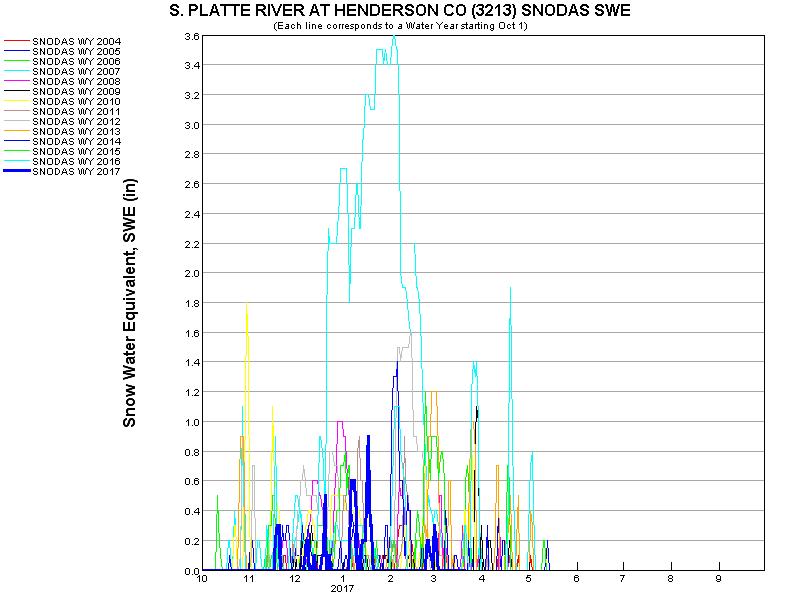 S. PLATTE RIVER AT HENDERSON CO (3213) SNODAS SWE
(Each line corresponds to a Water Year starting Oct 1)
SNODAS WY 2004
SNODAS WY 2005
SNODAS WY 2006
SNODAS WY 2007
SNODAS WY 2008
SNODAS WY 2009
SNODAS WY 2010
SNODAS WY 2011
SNODAS WY 2012
SNODAS WY 2013
SNODAS WY 2014
SNODAS WY 2015
SNODAS WY 2016
SNODAS WY 2017
Snow Water Equivalent, SWE (in)
3.6
3.4
3.2
3.0
2.8
2.6
2.4
2.2
2.0
1.8
1.6
1.4
1.2
1.0
0.8
0.6
0.4
0.2
0.0
10 11 12 1 2 3 4 5 6 7 8 9
2017